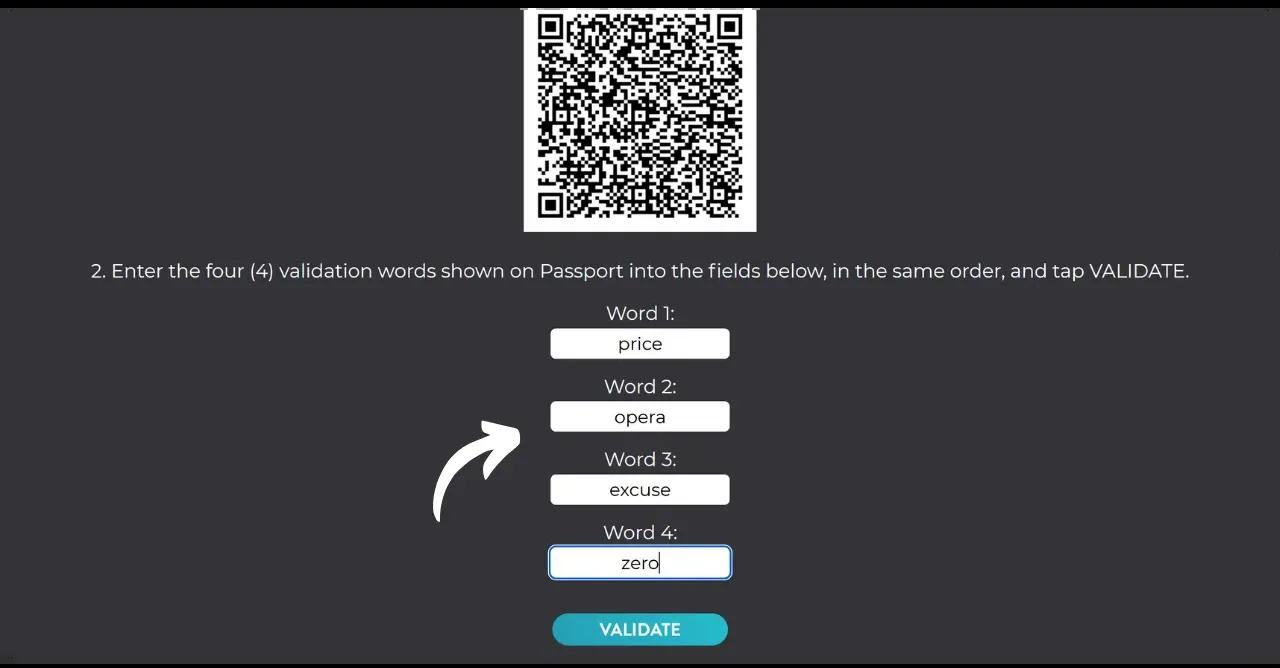 2. Enter the four (4) validation words shown on Passport into the fields below, in the same order, and tap VALIDATE.
Word 1:
price
Word 2:
opera
Word 3:
excuse
Word 4:
zero
VALIDATE